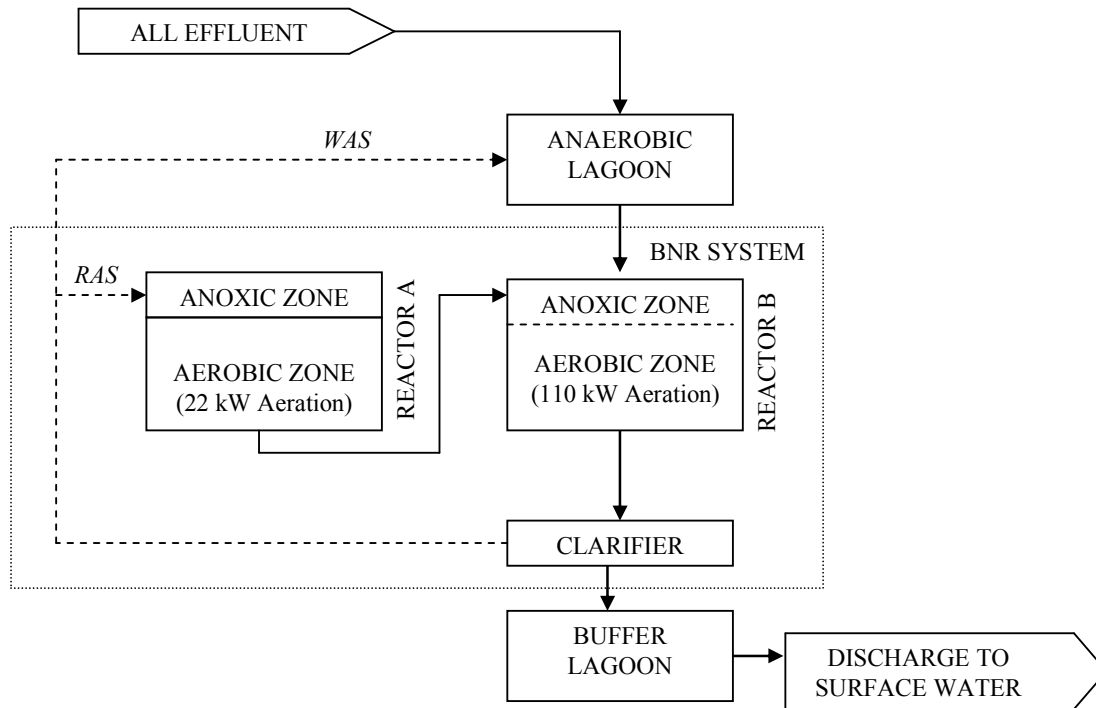 ALL EFFLUENT
WAS
ANAEROBIC
LAGOON
BNR SYSTEM
RAS
ANOXIC ZONE
AEROBIC ZONE
(22 kW Aeration)
REACTOR A
ANOXIC ZONE
AEROBIC ZONE
(110 kW Aeration)
REACTOR B
CLARIFIER
BUFFER
LAGOON
DISCHARGE TO
SURFACE WATER